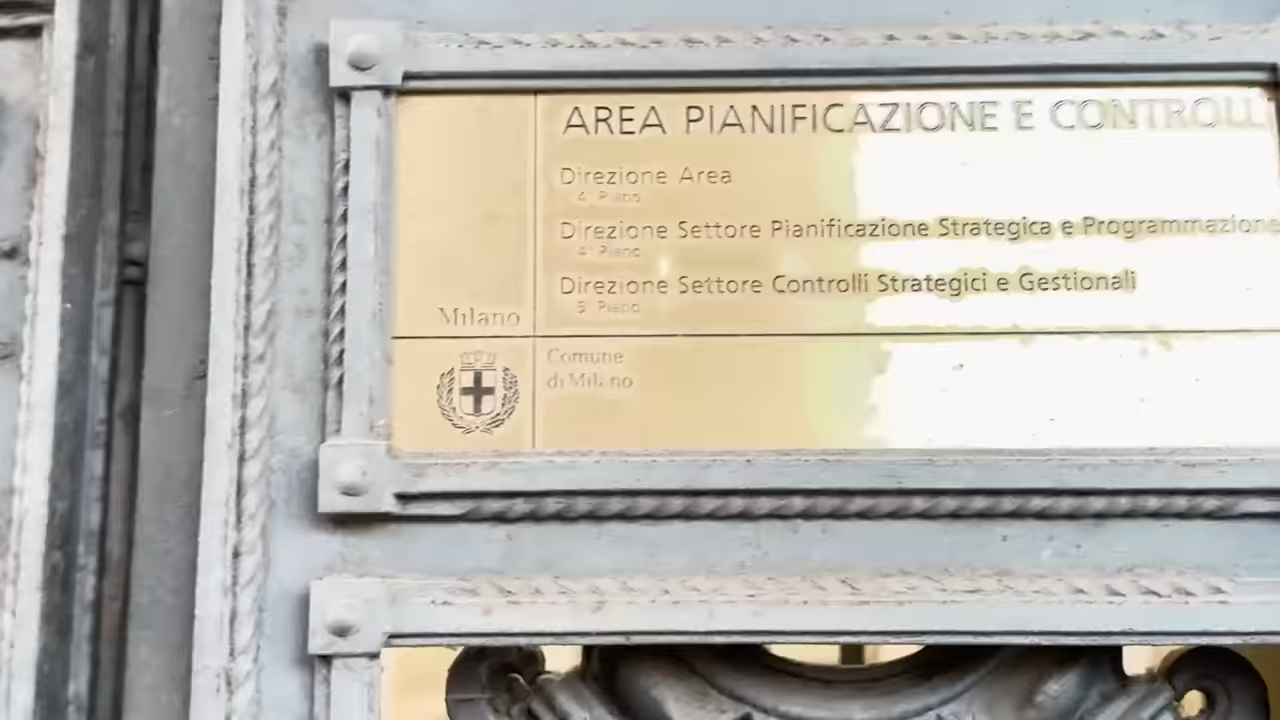 AREA PIANIFICAZIONE E CONTROLL
Direzione Area
4° Piano
Direzione Settore Pianificazione Strategica e Programmazione
4° Piano
Direzione Settore Controlli Strategici e Gestionali
5° Piano
Milano
Comune
di Milano